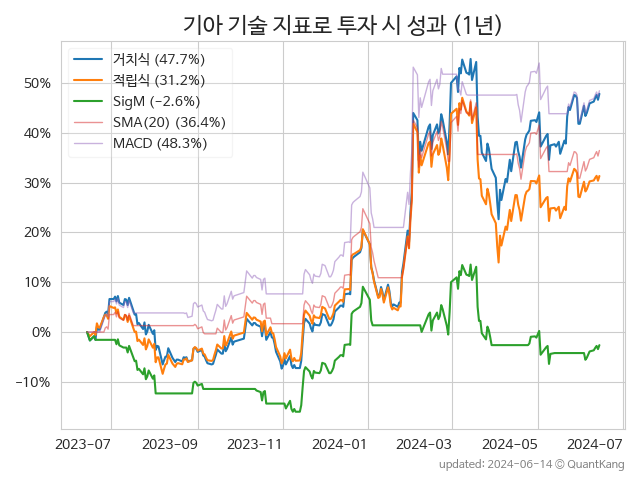 기아 기술 지표로 투자 시 성과 (1년)
거치식 (47.7%)
적립식 (31.2%)
SigM (−2.6%)
SMA(20) (36.4%)
MACD (48.3%)
50%
40%
30%
20%
10%
0%
−10%
2023−07 2023−09 2023−11 2024−01 2024−03 2024−05 2024−07
updated: 2024−06−14 © QuantKang